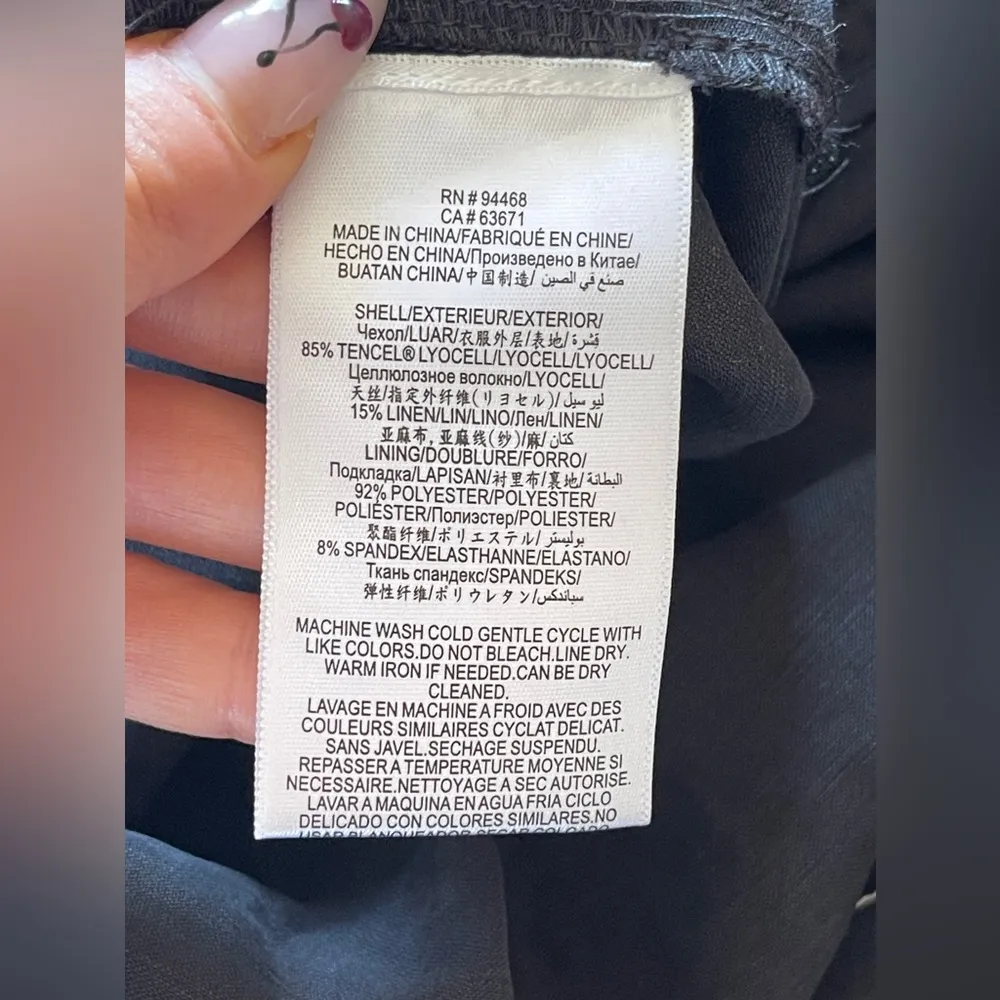 RN # 94468
CA # 63671
MADE IN CHINA/FABRIQUÉ EN CHINE/
HECHO EN CHINA/Произведено в Китае/
BUATAN CHINA/中国制造/ صنع في الصين
SHELL/EXTERIEUR/EXTERIOR/
Чехол/LUAR/衣服外层/表地/قشرة
85% TENCEL® LYOCELL/LYOCELL/LYOCELL/
Целлюлозное волокно/LYOCELL/
天丝/指定外纤维(リヨセル)/ ليوسيل
15% LINEN/LIN/LINO/Лен/LINEN/
亚麻布, 亚麻线(纱)/麻/ كتان
LINING/DOUBLURE/FORRO/
Подкладка/LAPISAN/衬里布/裏地/البطانة
92% POLYESTER/POLYESTER/
POLIÉSTER/Полиэстер/POLIESTER/
聚酯纤维/ポリエステル/ بوليستر
8% SPANDEX/ELASTHANNE/ELASTANO/
Ткань спандекс/SPANDEKS/
弹性纤维/ポリウレタン/سباندكس
MACHINE WASH COLD GENTLE CYCLE WITH
LIKE COLORS.DO NOT BLEACH.LINE DRY.
WARM IRON IF NEEDED.CAN BE DRY
CLEANED.
LAVAGE EN MACHINE A FROID AVEC DES
COULEURS SIMILAIRES CYCLAT DELICAT.
SANS JAVEL.SECHAGE SUSPENDU.
REPASSER A TEMPERATURE MOYENNE SI
NECESSAIRE.NETTOYAGE A SEC AUTORISE.
LAVAR A MAQUINA EN AGUA FRIA CICLO
DELICADO CON COLORES SIMILARES.NO
USAR BLANQUEADOR.SECAR COLGADO